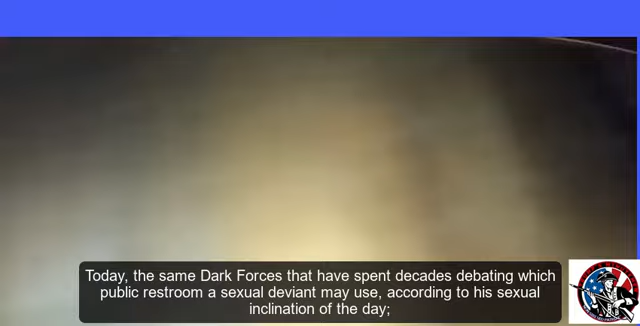 Today, the same Dark Forces that have spent decades debating which
public restroom a sexual deviant may use, according to his sexual
inclination of the day;